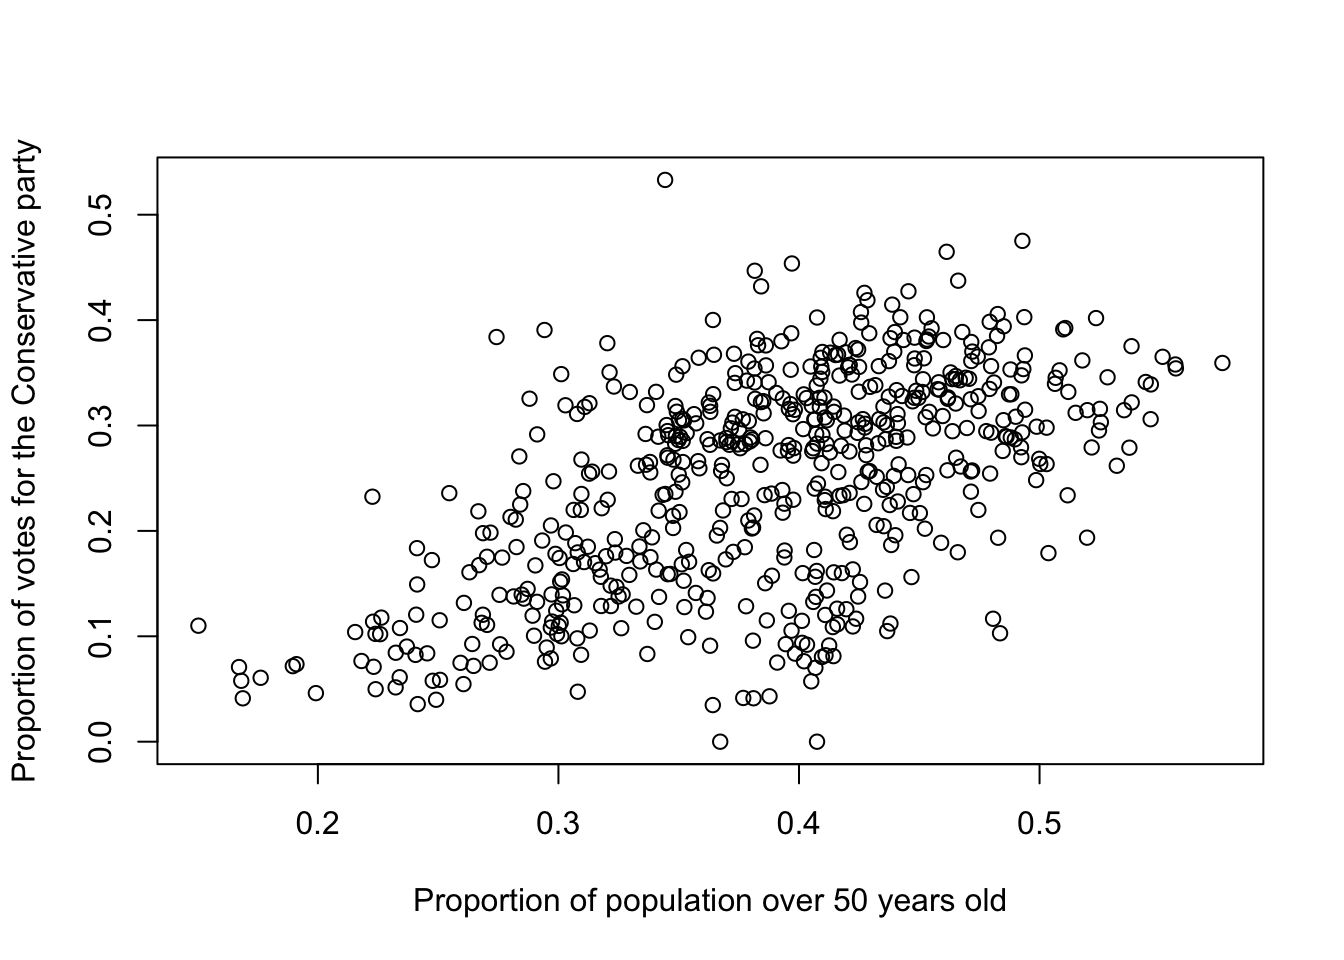 Proportion of votes for the Conservative party
0.5
0.4
0.3
0.2
0.1
0.0
0.2 0.3 0.4 0.5
Proportion of population over 50 years old